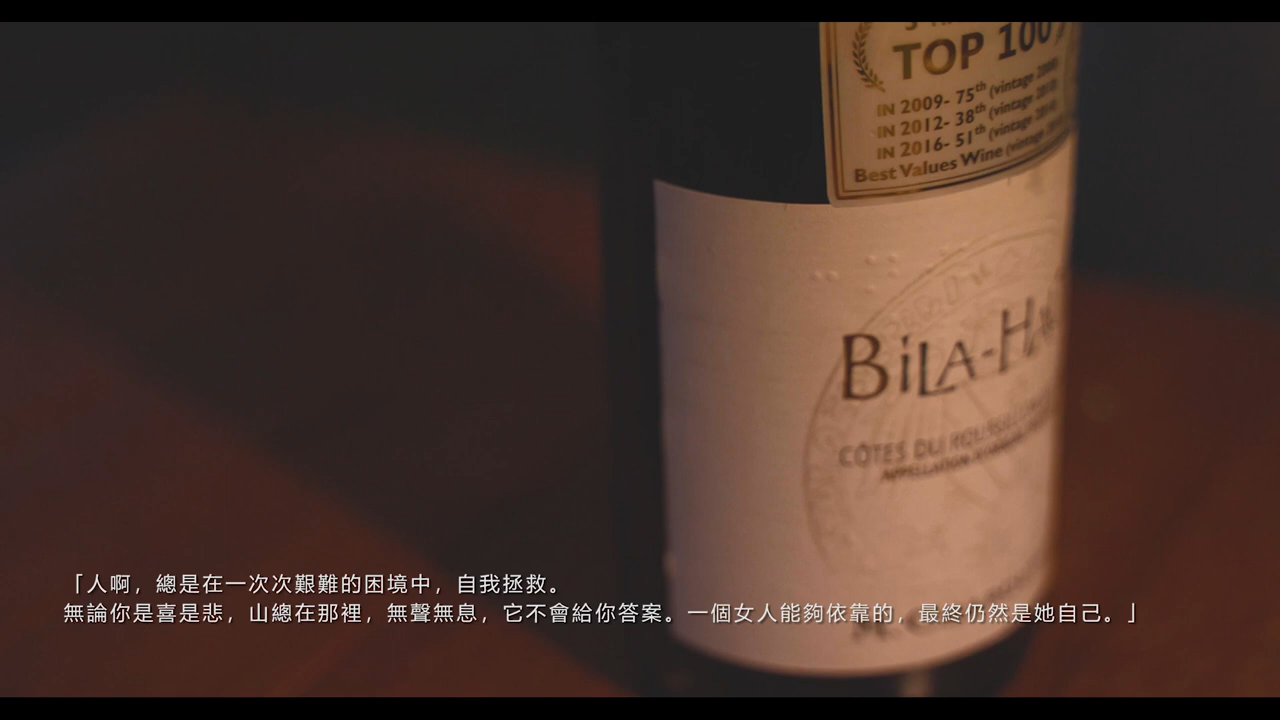 TOP 100
IN 2009- 75th (vintage
IN 2012- 38th (vintage
IN 2016- 51th (vintage
Best Values Wine (vintage
BiLA-HA
CÔTES DU ROUSSILLON
APPELLATION
「人啊，總是在一次次艱難的困境中，自我拯救。
無論你是喜是悲，山總在那裡，無聲無息，它不會給你答案。一個女人能夠依靠的，最終仍然是她自己。」